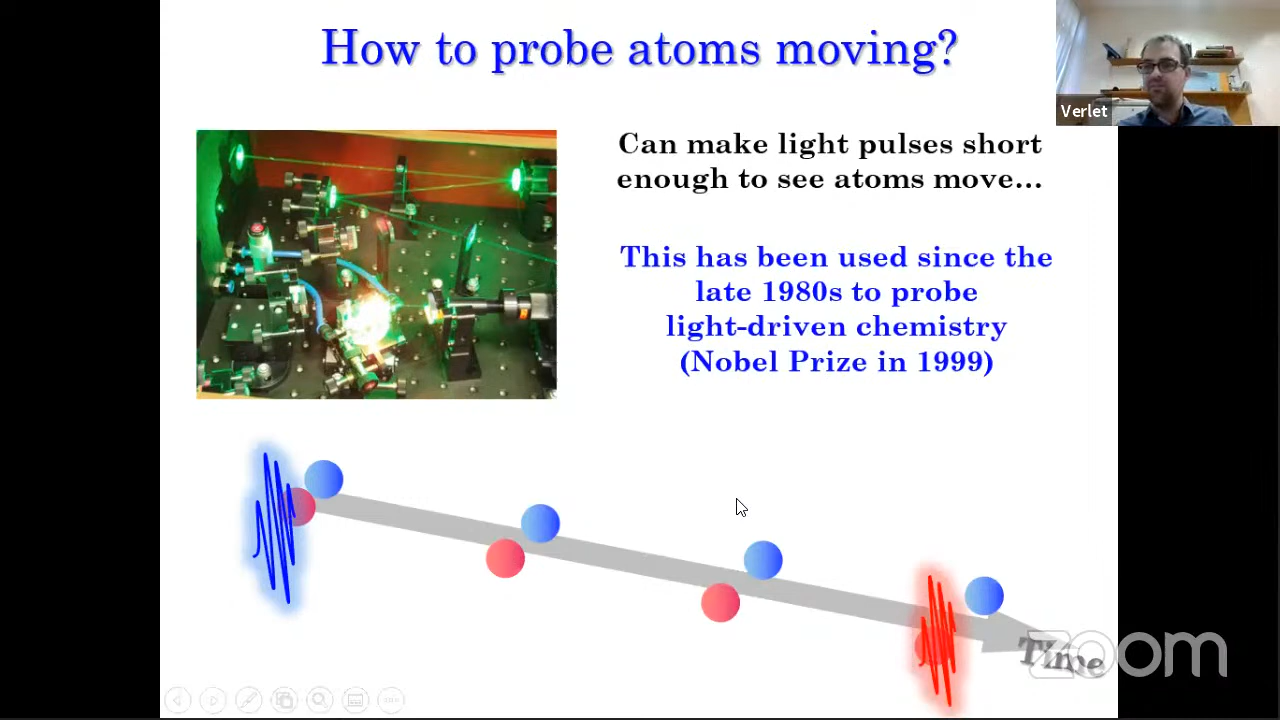 How to probe atoms moving?
Verlet
Can make light pulses short
enough to see atoms move...
This has been used since the
late 1980s to probe
light-driven chemistry
(Nobel Prize in 1999)
Time
zoom